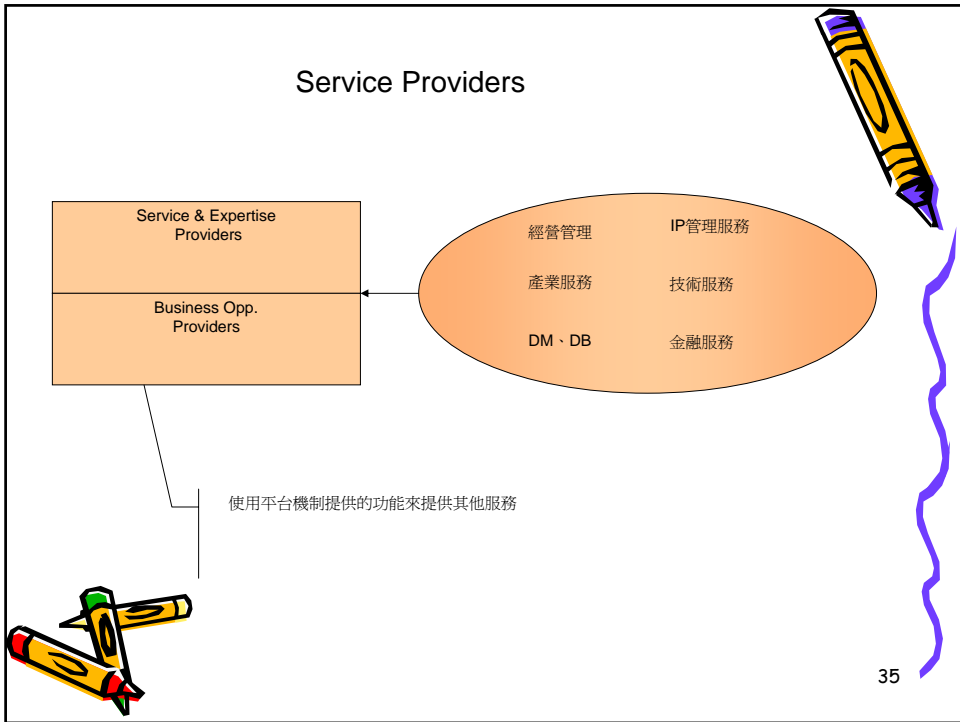 Service Providers
Service & Expertise
Providers
Business Opp.
Providers
經營管理
IP管理服務
產業服務
技術服務
DM、DB
金融服務
使用平台機制提供的功能來提供其他服務
35